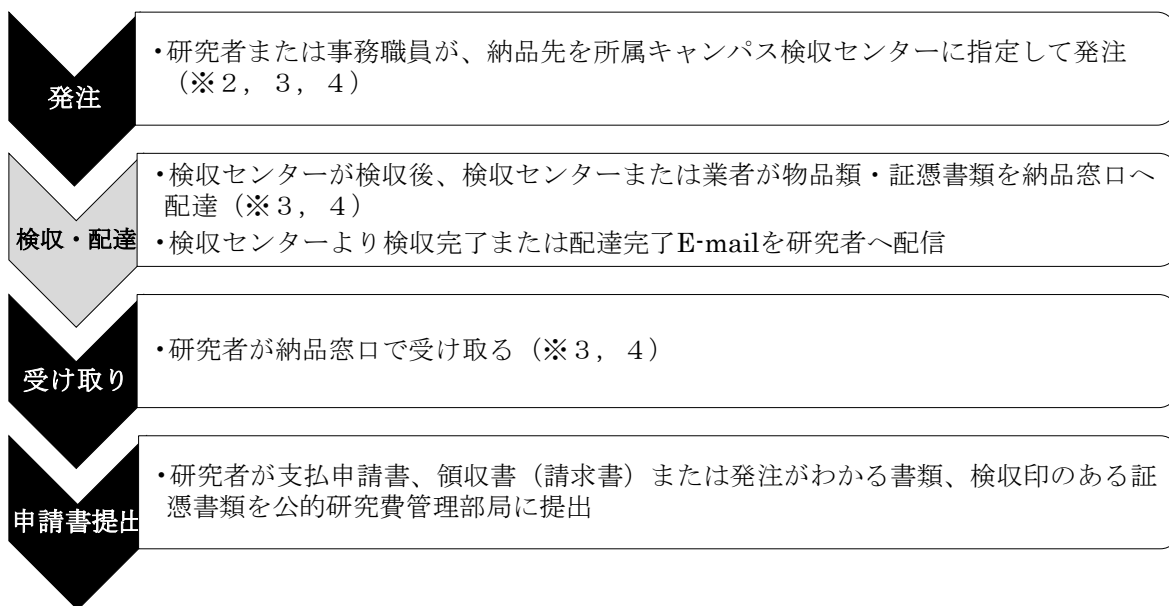 発注
・研究者または事務職員が、納品先を所属キャンパス検収センターに指定して発注
（※２，３，４）
検収・配達
・検収センターが検収後、検収センターまたは業者が物品類・証憑書類を納品窓口へ
配達（※３，４）
・検収センターより検収完了または配達完了E-mailを研究者へ配信
受け取り
・研究者が納品窓口で受け取る（※３，４）
申請書提出
・研究者が支払申請書、領収書（請求書）または発注がわかる書類、検収印のある証
憑書類を公的研究費管理部局に提出